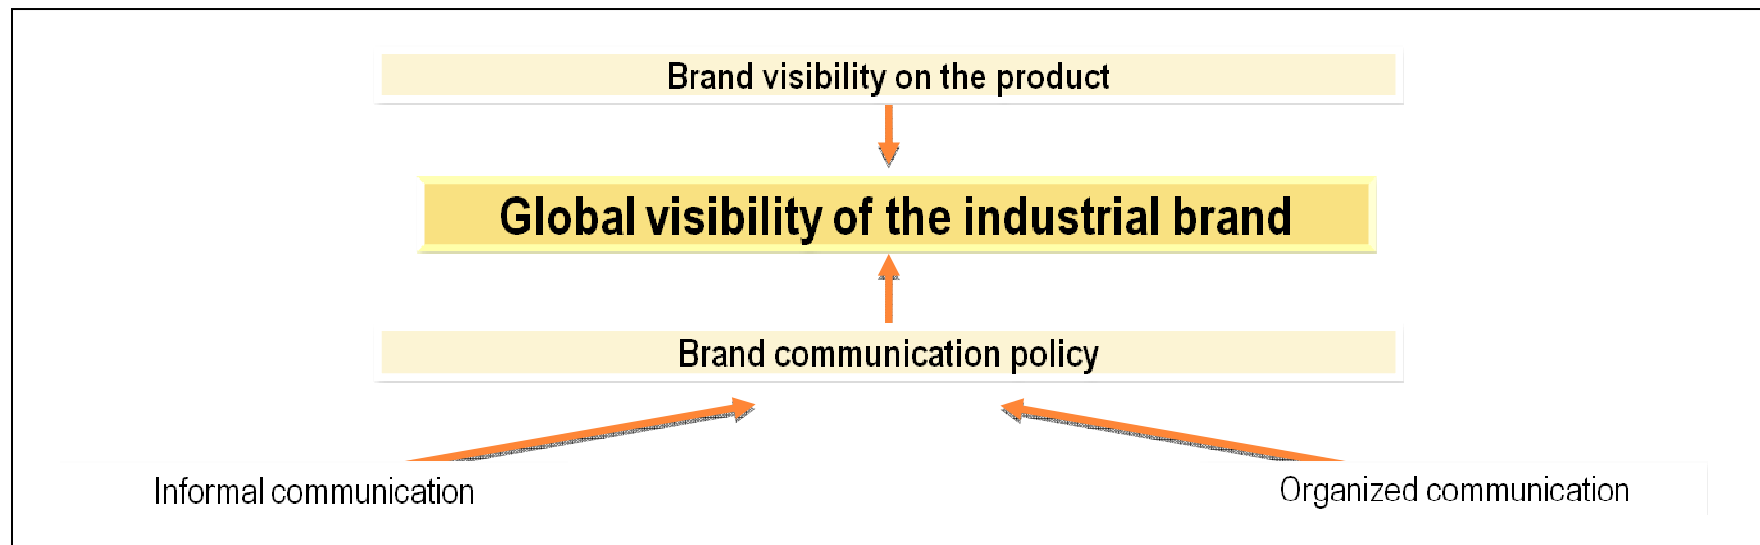 Brand visibility on the product
Global visibility of the industrial brand
Brand communication policy
Informal communication
Organized communication